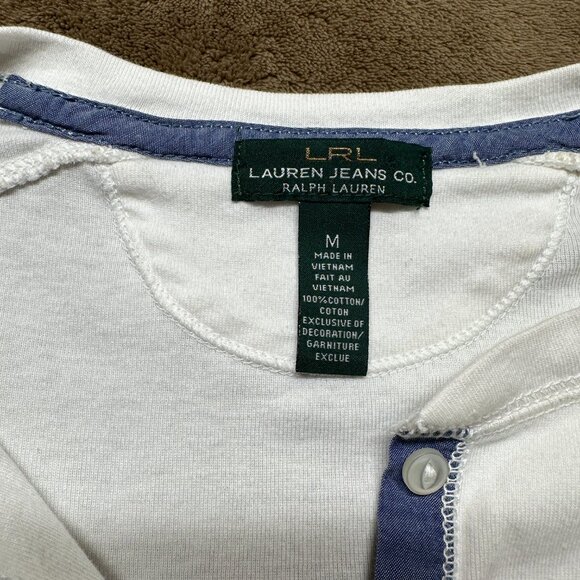 LRL
LAUREN JEANS CO.
RALPH LAUREN
M
MADE IN
VIETNAM
FAIT AU
VIETNAM
100% COTTON/
COTON
EXCLUSIVE OF
DECORATION/
GARNITURE
EXCLUE